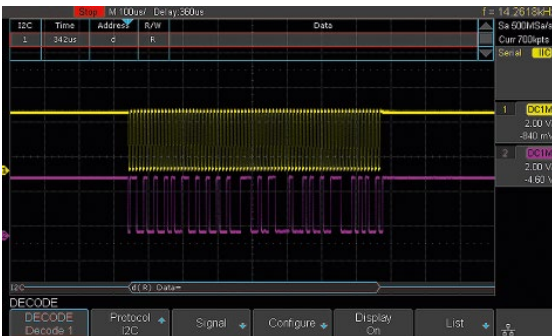 Stop M 100us/ Delay:360us f = 14.2613kHz
I2C Time Address R/W Data
1 342us d R
Sa 500MSa/s
Curr 700kpts
Serial IIC
1 DC1M
2.00 V
-840 mV
2 DC1M
2.00 V
-4.60 V
I2C d(R) Data=
DECODE
DECODE Protocol Signal Configure Display List
Decode 1 I2C On